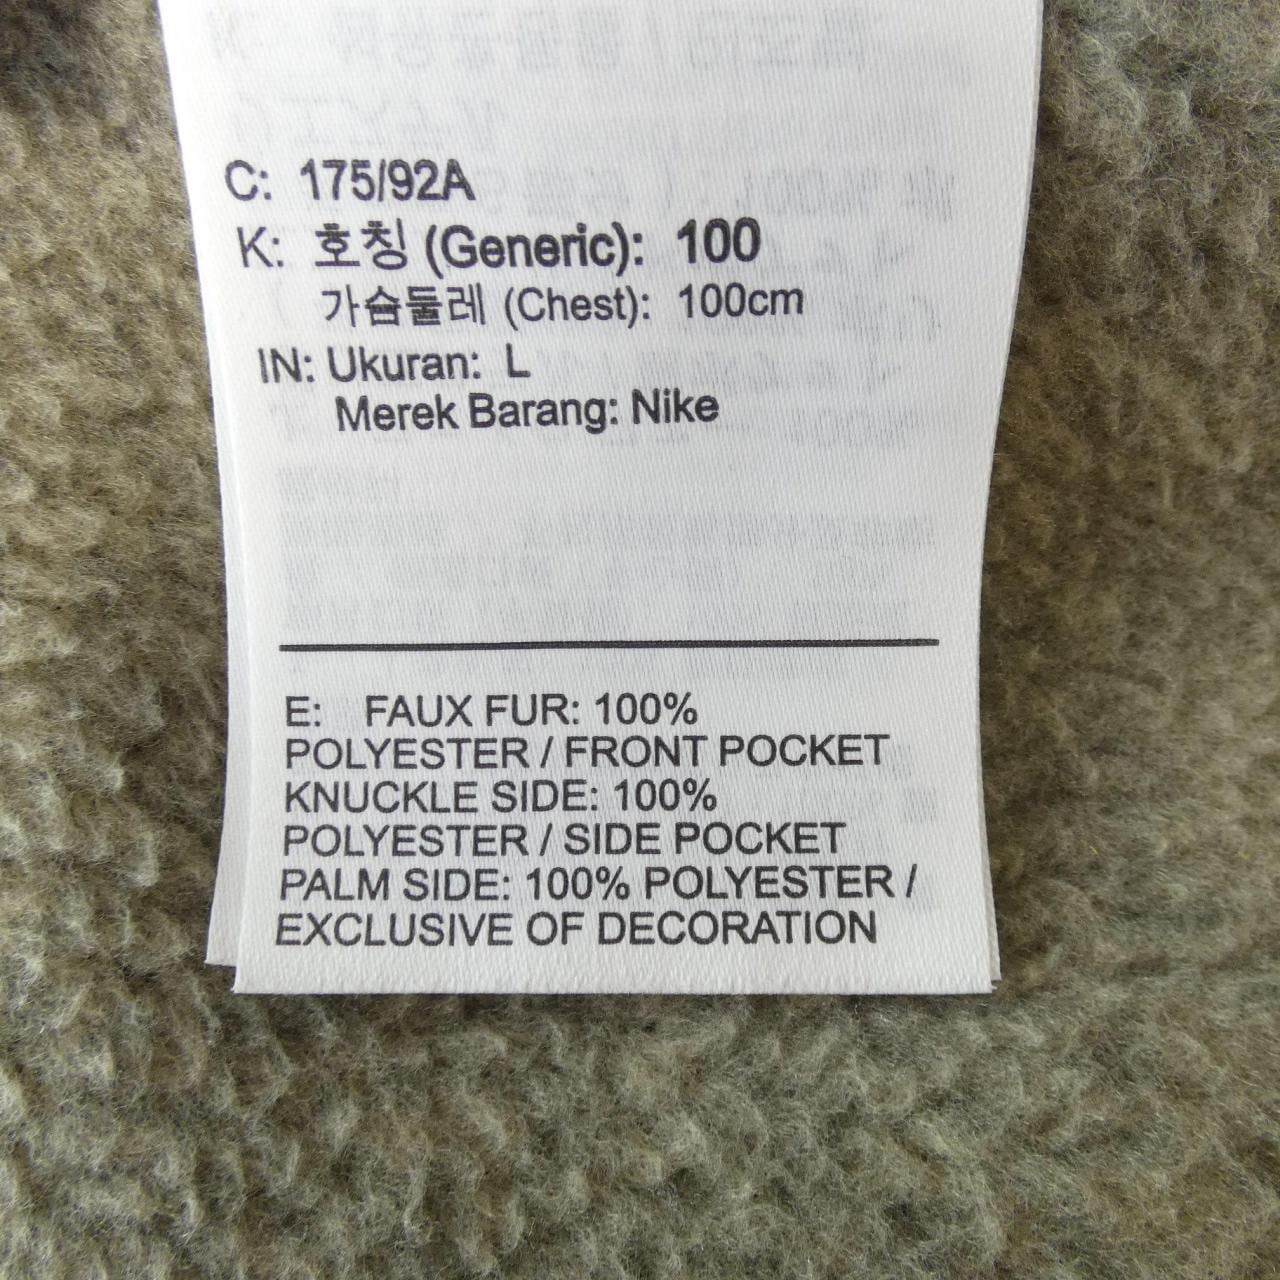 C: 175/92A
K: 호칭 (Generic): 100
가슴둘레 (Chest): 100cm
IN: Ukuran: L
Merek Barang: Nike
E: FAUX FUR: 100%
POLYESTER / FRONT POCKET
KNUCKLE SIDE: 100%
POLYESTER / SIDE POCKET
PALM SIDE: 100% POLYESTER /
EXCLUSIVE OF DECORATION